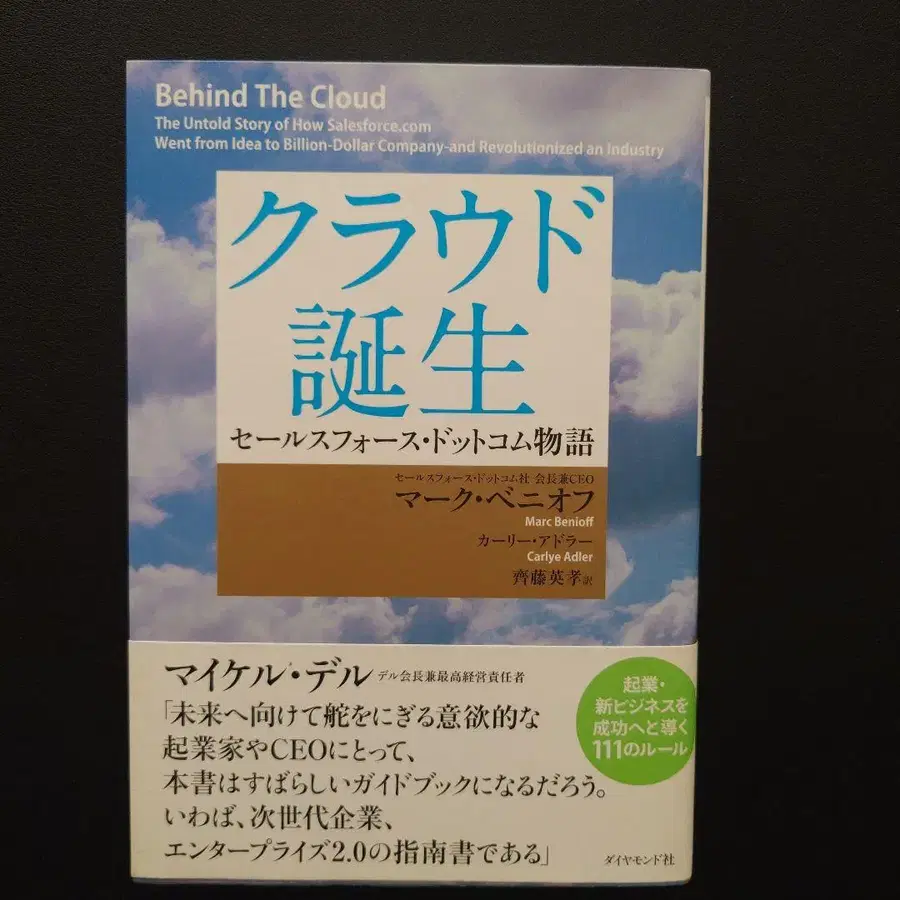 Behind The Cloud
The Untold Story of How Salesforce.com
Went from Idea to Billion-Dollar Company-and Revolutionized an Industry
クラウド
誕生
セールスフォース・ドットコム物語
セールスフォース・ドットコム社 会長兼CEO
マーク・ベニオフ
Marc Benioff
カーリー・アドラー
Carlye Adler
齊藤英孝 訳
マイケル・デル デル会長兼最高経営責任者
「未来へ向けて舵をにぎる意欲的な
起業家やCEOにとって、
本書はすばらしいガイドブックになるだろう。
いわば、次世代企業、
エンタープライズ2.0の指南書である」
起業・
新ビジネスを
成功へと導く
111のルール
ダイヤモンド社